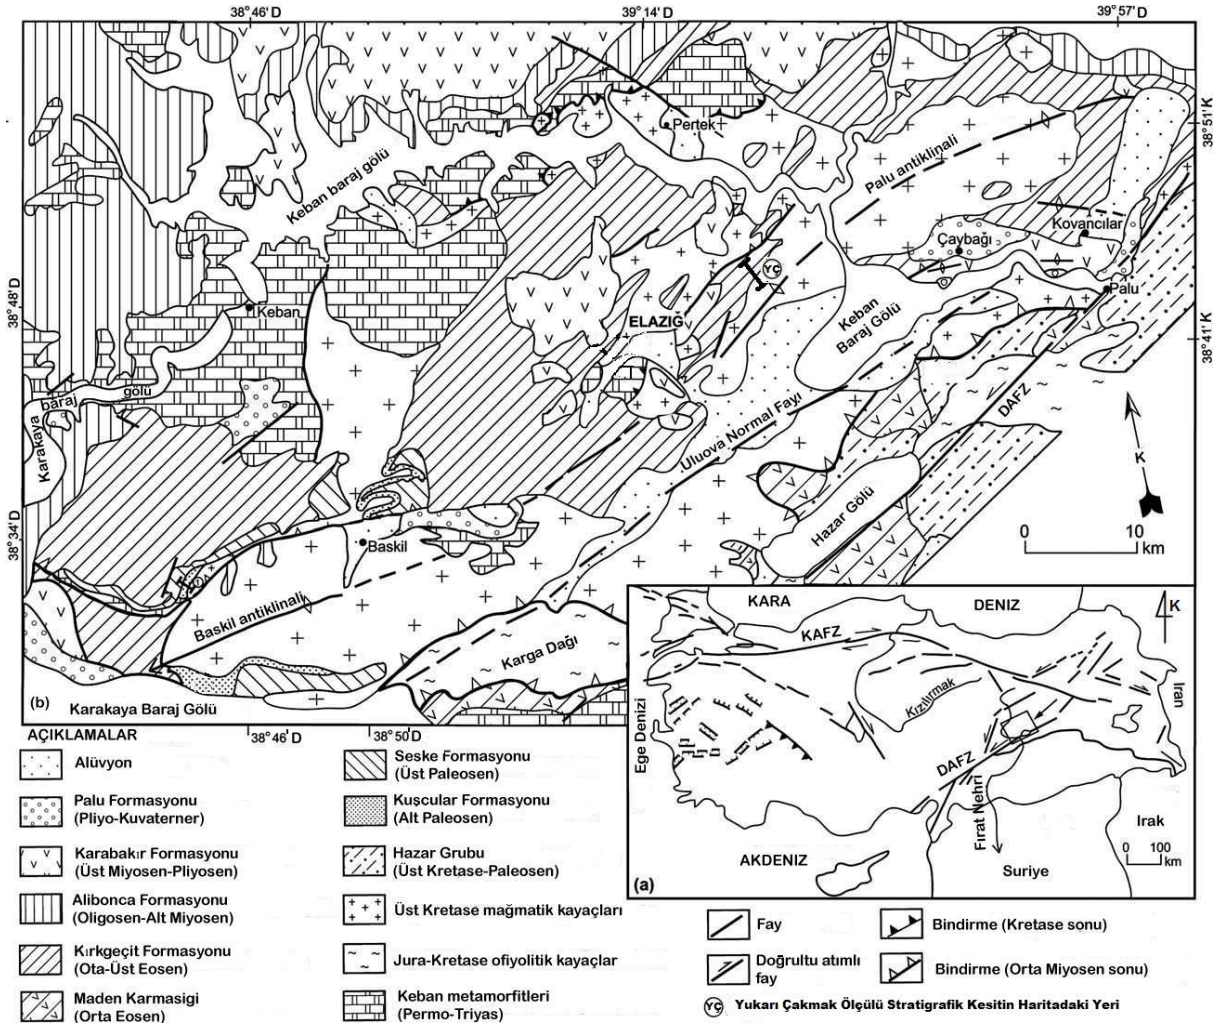 38°46' D
39°14' D
39°57' D
38°51' K
Pertek
Palu antiklinali
Keban baraj gölü
Kovancılar
Çaybağı
YÇ
Palu
38°48' D
Keban
ELAZIĞ
Keban
Baraj Gölü
38°41' K
Karakaya
baraj
gölü
Uluova Normal Fayı
DAFZ
K
Hazar Gölü
0
10
km
38°34' D
Baskil
Baskil antiklinali
Karga Dağı
(b)
Karakaya Baraj Gölü
38°46' D
38°50' D
KARA
DENIZ
K
KAFZ
Kızılırmak
Iran
Ege Denizi
DAFZ
Fırat Nehri
Irak
0
100
km
AKDENIZ
Suriye
(a)
AÇIKLAMALAR
Alüvyon
Palu Formasyonu
(Pliyo-Kuvaterner)
Karabakır Formasyonu
(Üst Miyosen-Pliyosen)
Alibonca Formasyonu
(Oligosen-Alt Miyosen)
Kırkgeçit Formasyonu
(Ota-Üst Eosen)
Maden Karmasigi
(Orta Eosen)
Seske Formasyonu
(Üst Paleosen)
Kuşcular Formasyonu
(Alt Paleosen)
Hazar Grubu
(Üst Kretase-Paleosen)
Üst Kretase mağmatik kayaçları
Jura-Kretase ofiyolitik kayaçlar
Keban metamorfitleri
(Permo-Triyas)
Fay
Doğrultu atımlı
fay
Bindirme (Kretase sonu)
Bindirme (Orta Miyosen sonu)
YÇ Yukarı Çakmak Ölçülü Stratigrafik Kesitin Haritadaki Yeri